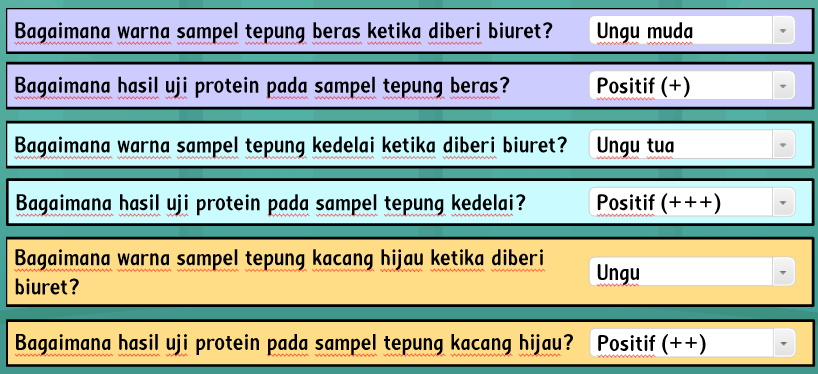 Bagaimana warna sampel tepung beras ketika diberi biuret? Ungu muda
Bagaimana hasil uji protein pada sampel tepung beras? Positif (+)
Bagaimana warna sampel tepung kedelai ketika diberi biuret? Ungu tua
Bagaimana hasil uji protein pada sampel tepung kedelai? Positif (+++)
Bagaimana warna sampel tepung kacang hijau ketika diberi
biuret? Ungu
Bagaimana hasil uji protein pada sampel tepung kacang hijau? Positif (++)